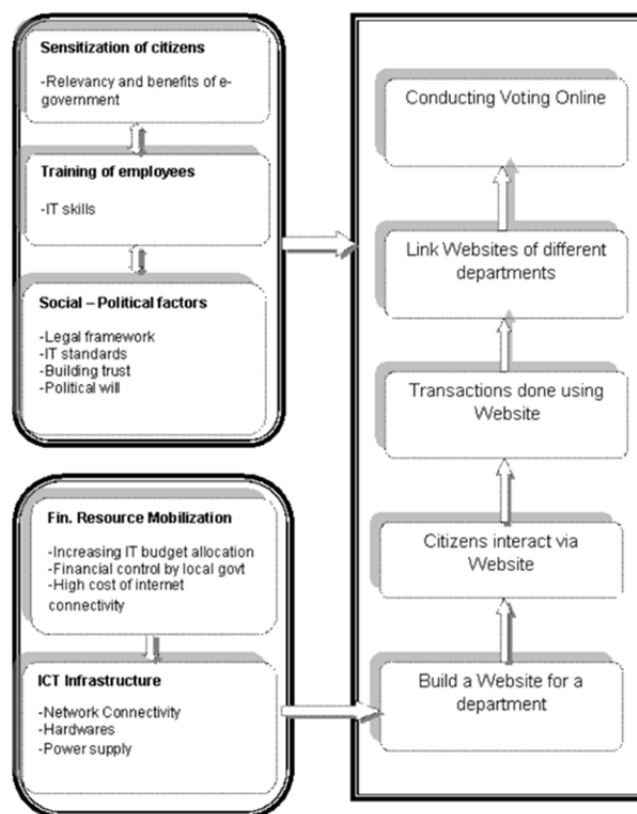 Sensitization of citizens
-Relevancy and benefits of e-
government
Training of employees
-IT skills
Social – Political factors
-Legal framework
-IT standards
-Building trust
-Political will
Fin. Resource Mobilization
-Increasing IT budget allocation
-Financial control by local govt
-High cost of internet
connectivity
ICT Infrastructure
-Network Connectivity
-Hardwares
-Power supply
Conducting Voting Online
Link Websites of different
departments
Transactions done using
Website
Citizens interact via
Website
Build a Website for a
department